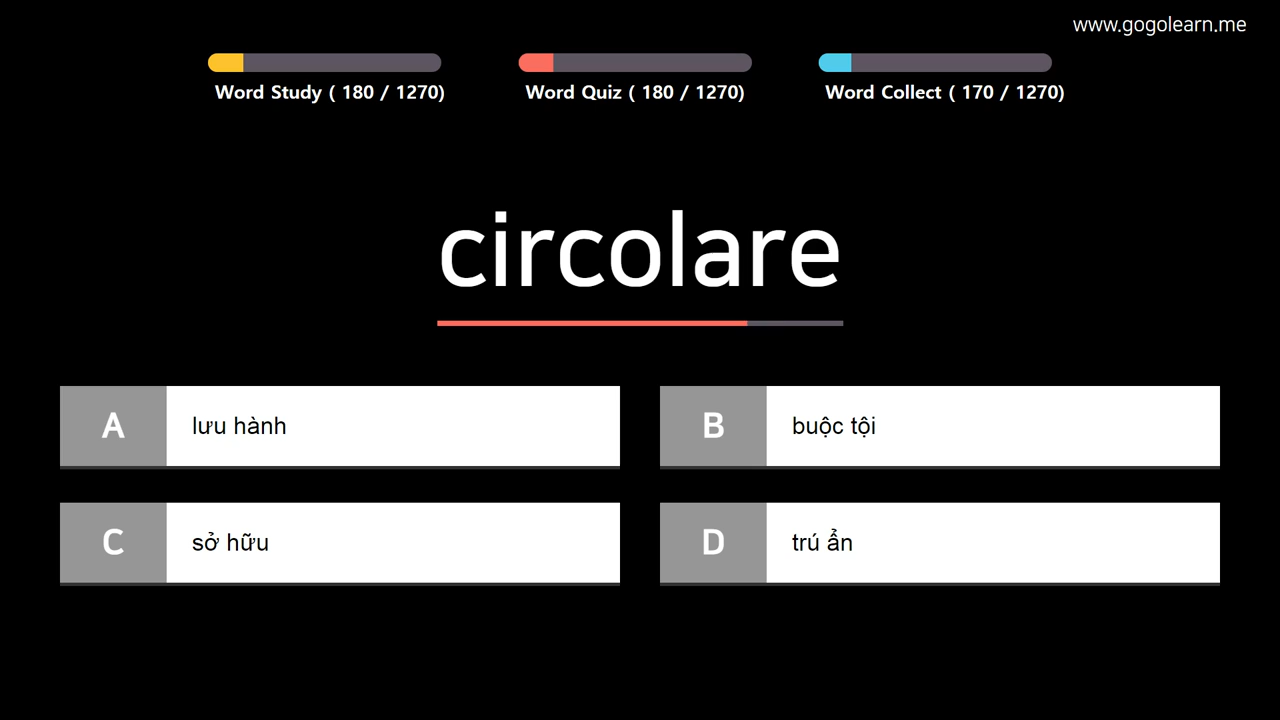 www.gogolearn.me
Word Study ( 180 / 1270)
Word Quiz ( 180 / 1270)
Word Collect ( 170 / 1270)
circolare
A lưu hành
B buộc tội
C sở hữu
D trú ẩn